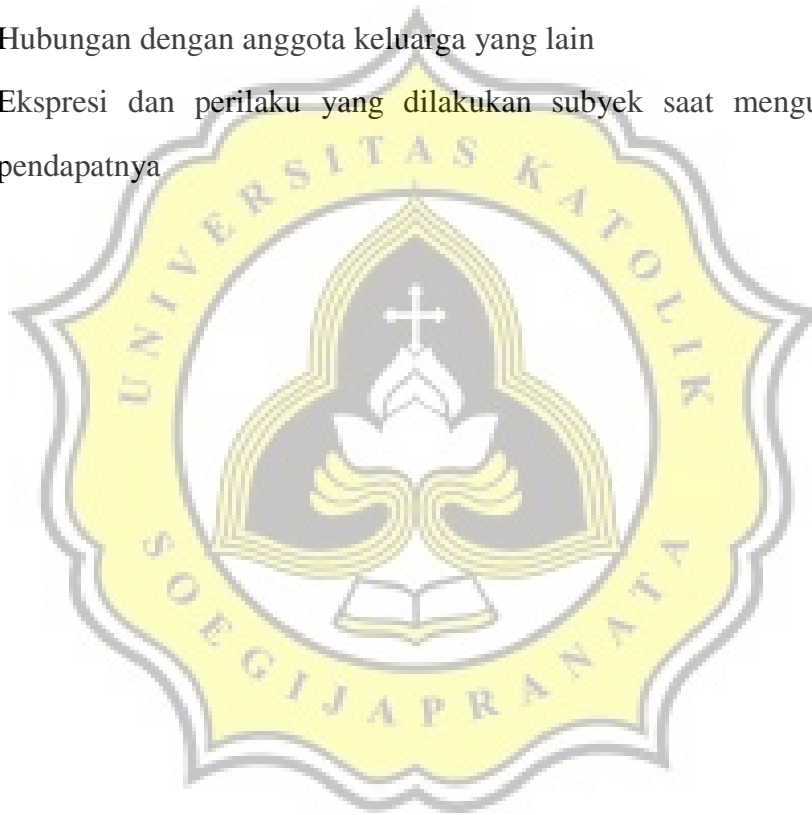 Hubungan dengan anggota keluarga yang lain
Ekspresi dan perilaku yang dilakukan subyek saat mengu
pendapatnya
UNIVERSITAS KATOLIK
SOEGIJAPRANATA